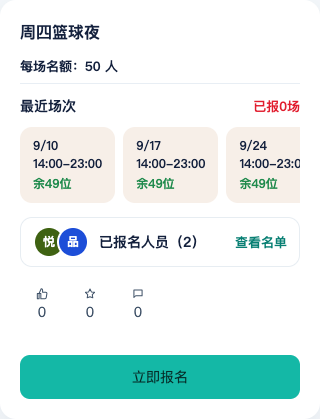 周四篮球夜
每场名额：50 人
最近场次 已报0场
9/10 9/17 9/24
14:00–23:00 14:00–23:00 14:00–23:0
余49位 余49位 余49位
悦 品 已报名人员（2） 查看名单
0 0 0
立即报名